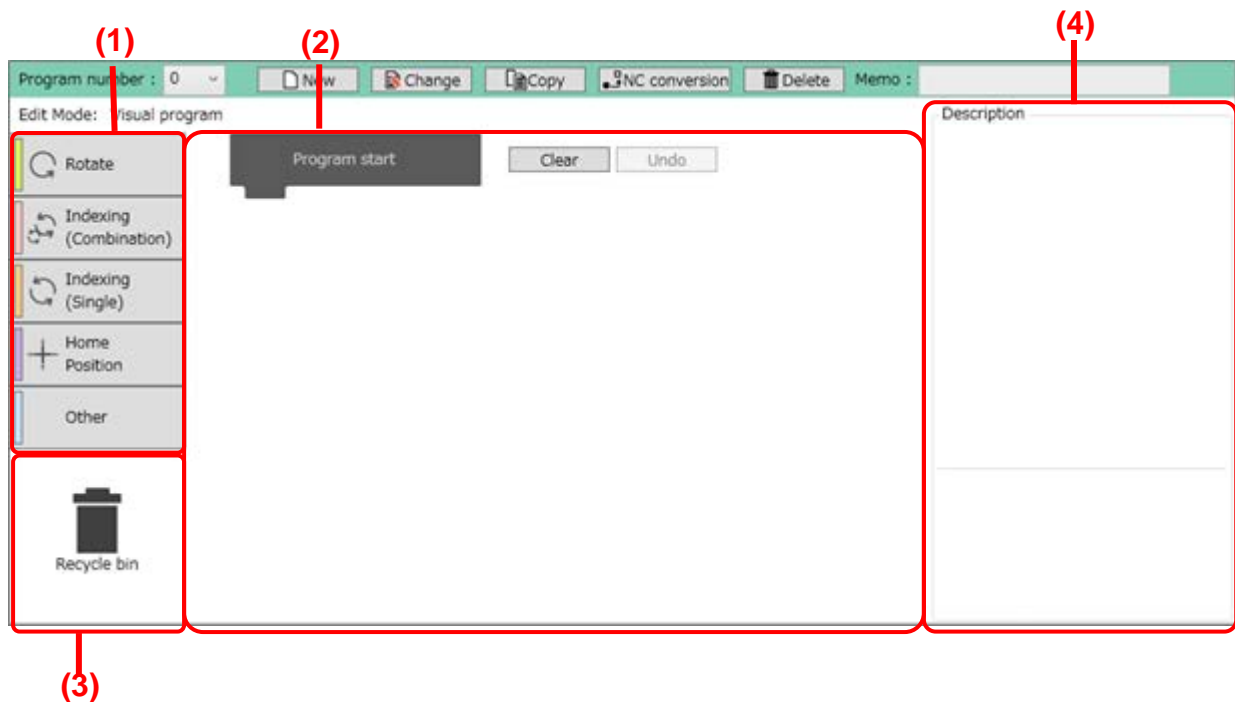 (1)
(2)
(4)
Program number : 0 New Change Copy NC conversion Delete Memo :
Edit Mode: Visual program
Description
Program start
Clear
Undo
Rotate
Indexing
(Combination)
Indexing
(Single)
Home
Position
Other
Recycle bin
(3)